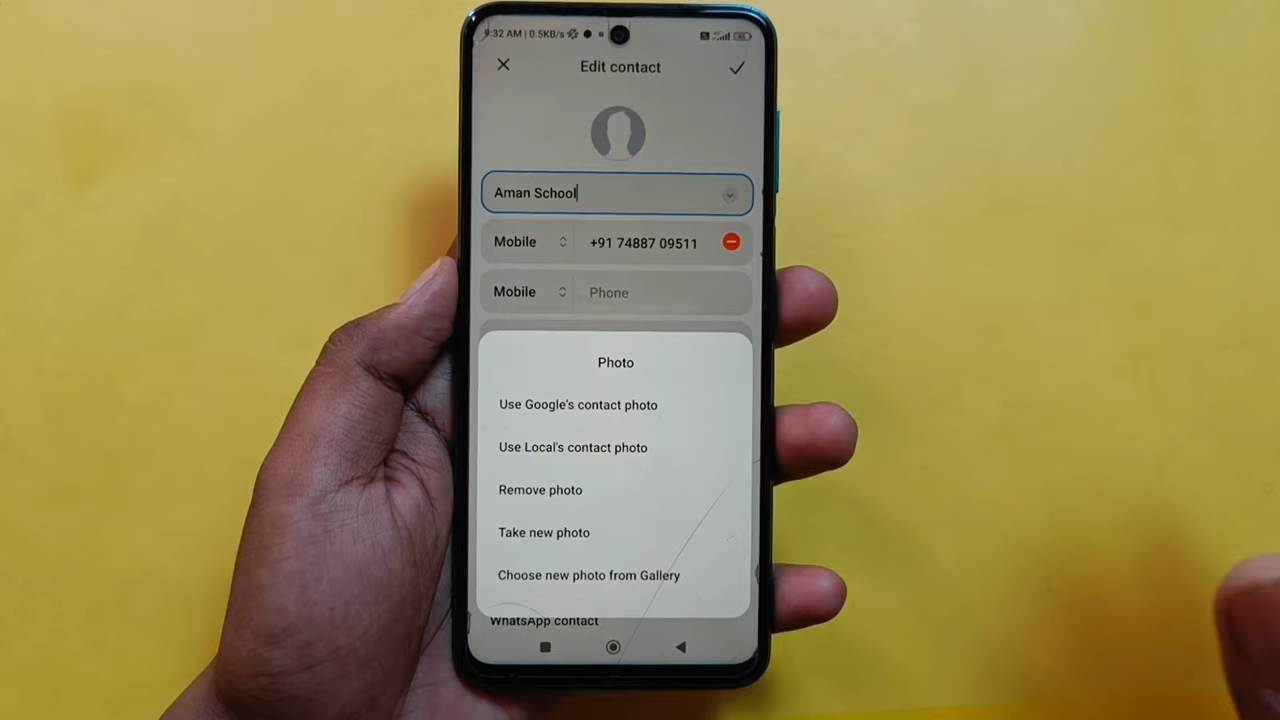 9:32 AM | 0.5KB/s
Edit contact
Aman School
Mobile +91 74887 09511
Mobile Phone
Photo
Use Google's contact photo
Use Local's contact photo
Remove photo
Take new photo
Choose new photo from Gallery
WhatsApp contact